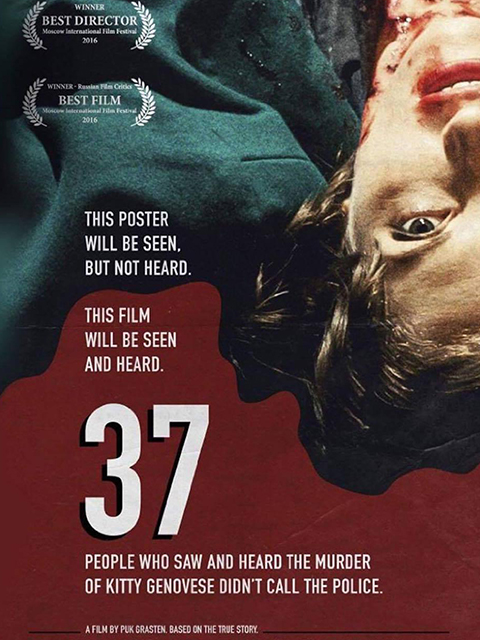 WINNER
BEST DIRECTOR
Moscow International Film Festival
2016
WINNER - Russian Film Critics
BEST FILM
Moscow International Film Festival
2016
THIS POSTER
WILL BE SEEN,
BUT NOT HEARD.
THIS FILM
WILL BE SEEN
AND HEARD.
37
PEOPLE WHO SAW AND HEARD THE MURDER
OF KITTY GENOVESE DIDN'T CALL THE POLICE.
A FILM BY PUK GRASTEN. BASED ON THE TRUE STORY.